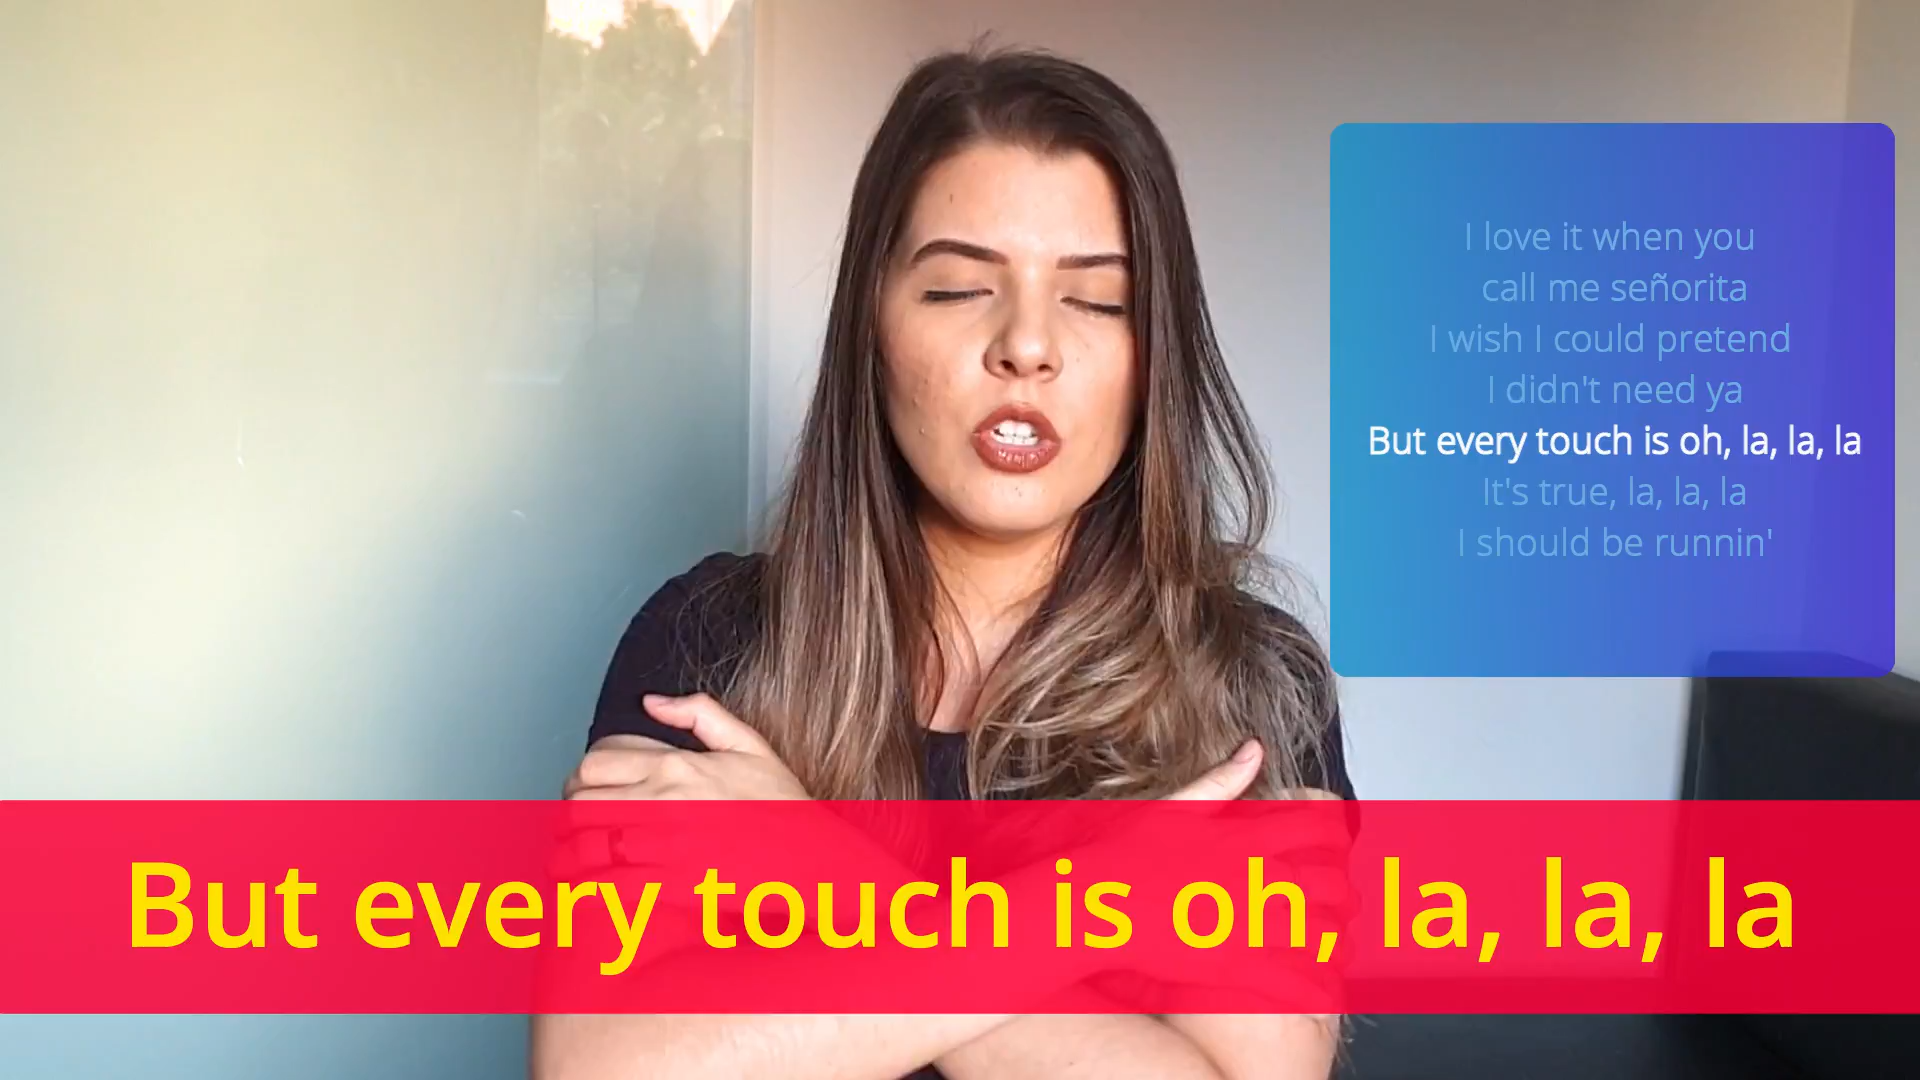 I love it when you
call me señorita
I wish I could pretend
I didn't need ya
But every touch is oh, la, la, la
It's true, la, la, la
I should be runnin'
But every touch is oh, la, la, la